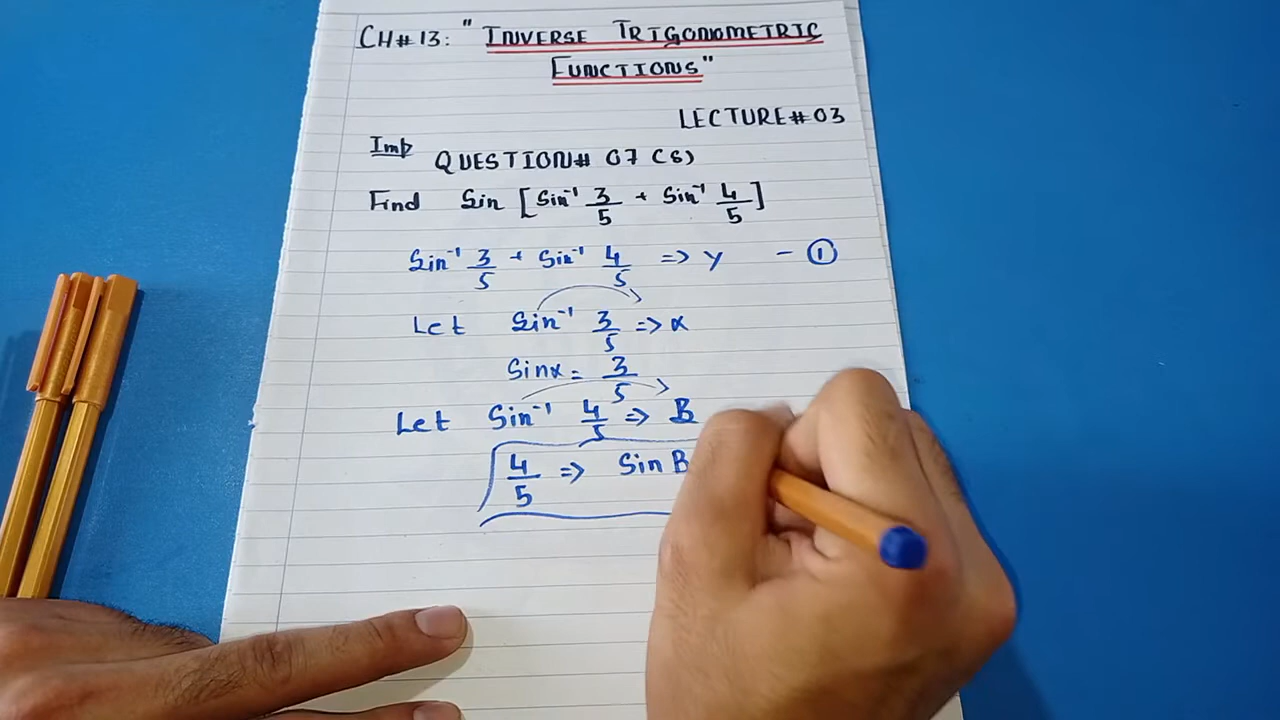 CH# 13: " INVERSE TRIGONOMETRIC
FUNCTIONS"
LECTURE# 03
Imp
QUESTION# 07 (6)
Find Sin [Sin⁻¹ 3/5 + Sin⁻¹ 4/5]
Sin⁻¹ 3/5 + Sin⁻¹ 4/5 => y - ①
Let Sin⁻¹ 3/5 => α
Sinα = 3/5
Let Sin⁻¹ 4/5 => B
4/5 => Sin B